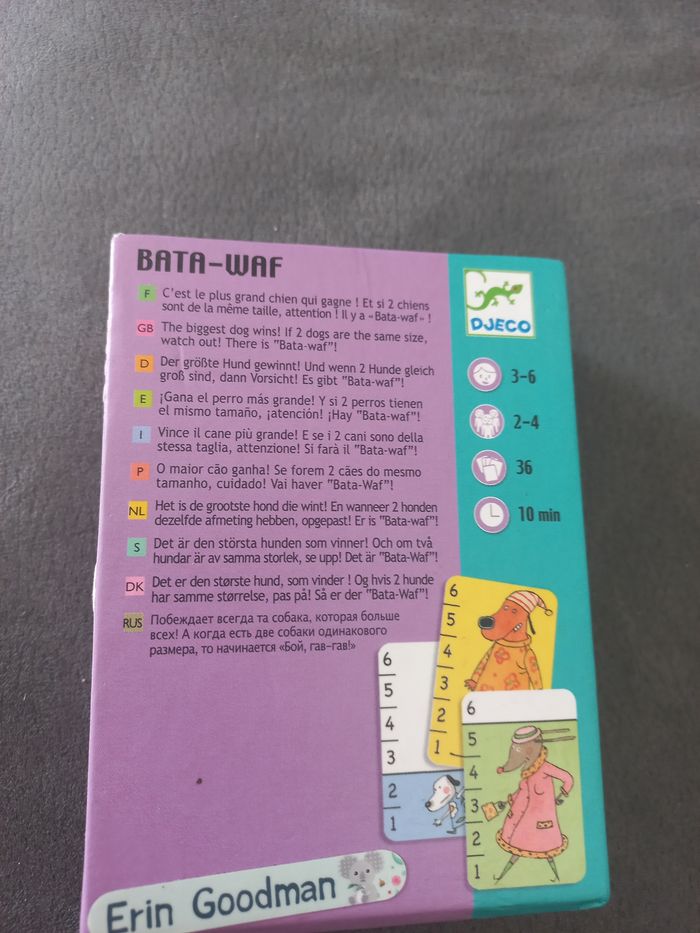 BATA-WAF
F C'est le plus grand chien qui gagne ! Et si 2 chiens
sont de la même taille, attention ! Il y a «Bata-waf» !
GB The biggest dog wins! If 2 dogs are the same size,
watch out! There is "Bata-waf"!
D Der größte Hund gewinnt! Und wenn 2 Hunde gleich
groß sind, dann Vorsicht! Es gibt "Bata-waf"!
E ¡Gana el perro más grande! Y si 2 perros tienen
el mismo tamaño, ¡atención! ¡Hay "Bata-waf"!
I Vince il cane più grande! E se i 2 cani sono della
stessa taglia, attenzione! Si farà il "Bata-waf"!
P O maior cão ganha! Se forem 2 cães do mesmo
tamanho, cuidado! Vai haver "Bata-Waf"!
NL Het is de grootste hond die wint! En wanneer 2 honden
dezelfde afmeting hebben, opgepast! Er is "Bata-waf"!
S Det är den största hunden som vinner! Och om två
hundar är av samma storlek, se upp! Det är "Bata-Waf"!
DK Det er den største hund, som vinder ! Og hvis 2 hunde
har samme størrelse, pas på! Så er der "Bata-Waf"!
RUS Побеждает всегда та собака, которая больше
всех! А когда есть две собаки одинакового
размера, то начинается «Бой, гав-гав!»
DJECO
3-6
2-4
36
10 min
6
5
4
3
2
1
6
5
4
3
2
1
6
5
4
3
2
1
Erin Goodman